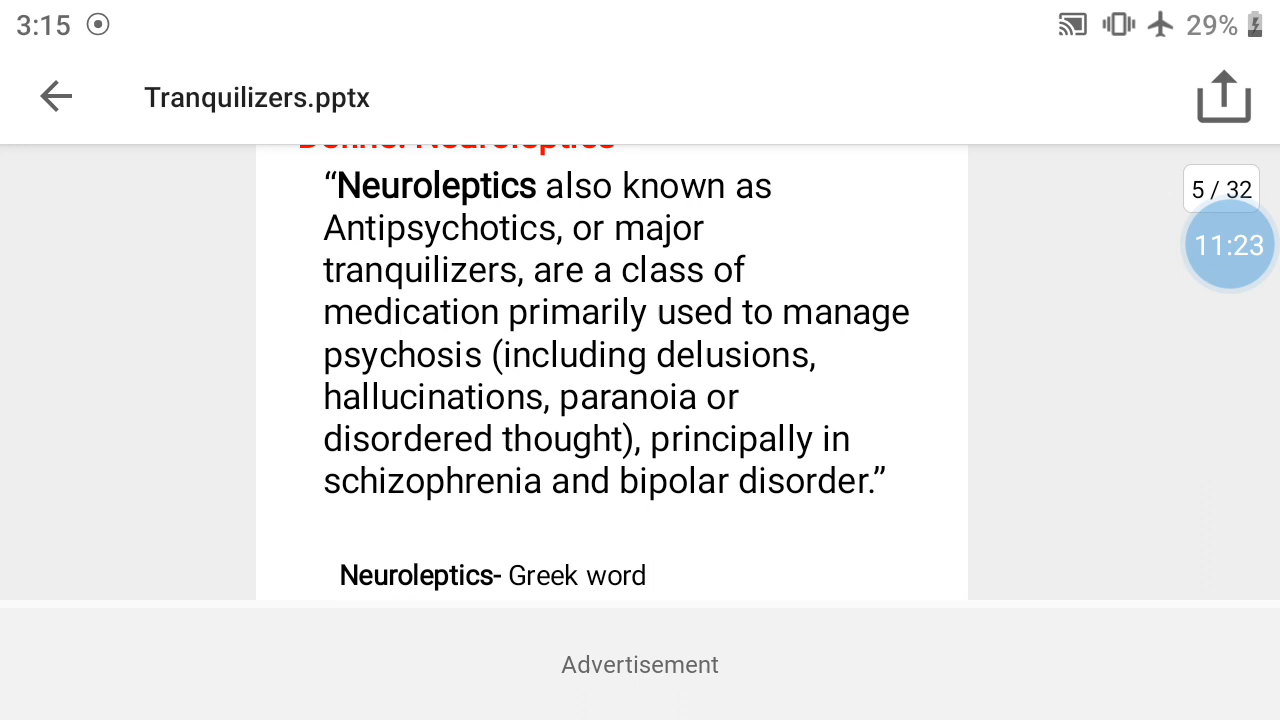 3:15
29%
Tranquilizers.pptx
Define: Neuroleptics
“Neuroleptics also known as
Antipsychotics, or major
tranquilizers, are a class of
medication primarily used to manage
psychosis (including delusions,
hallucinations, paranoia or
disordered thought), principally in
schizophrenia and bipolar disorder.”
Neuroleptics- Greek word
5 / 32
11:23
Advertisement